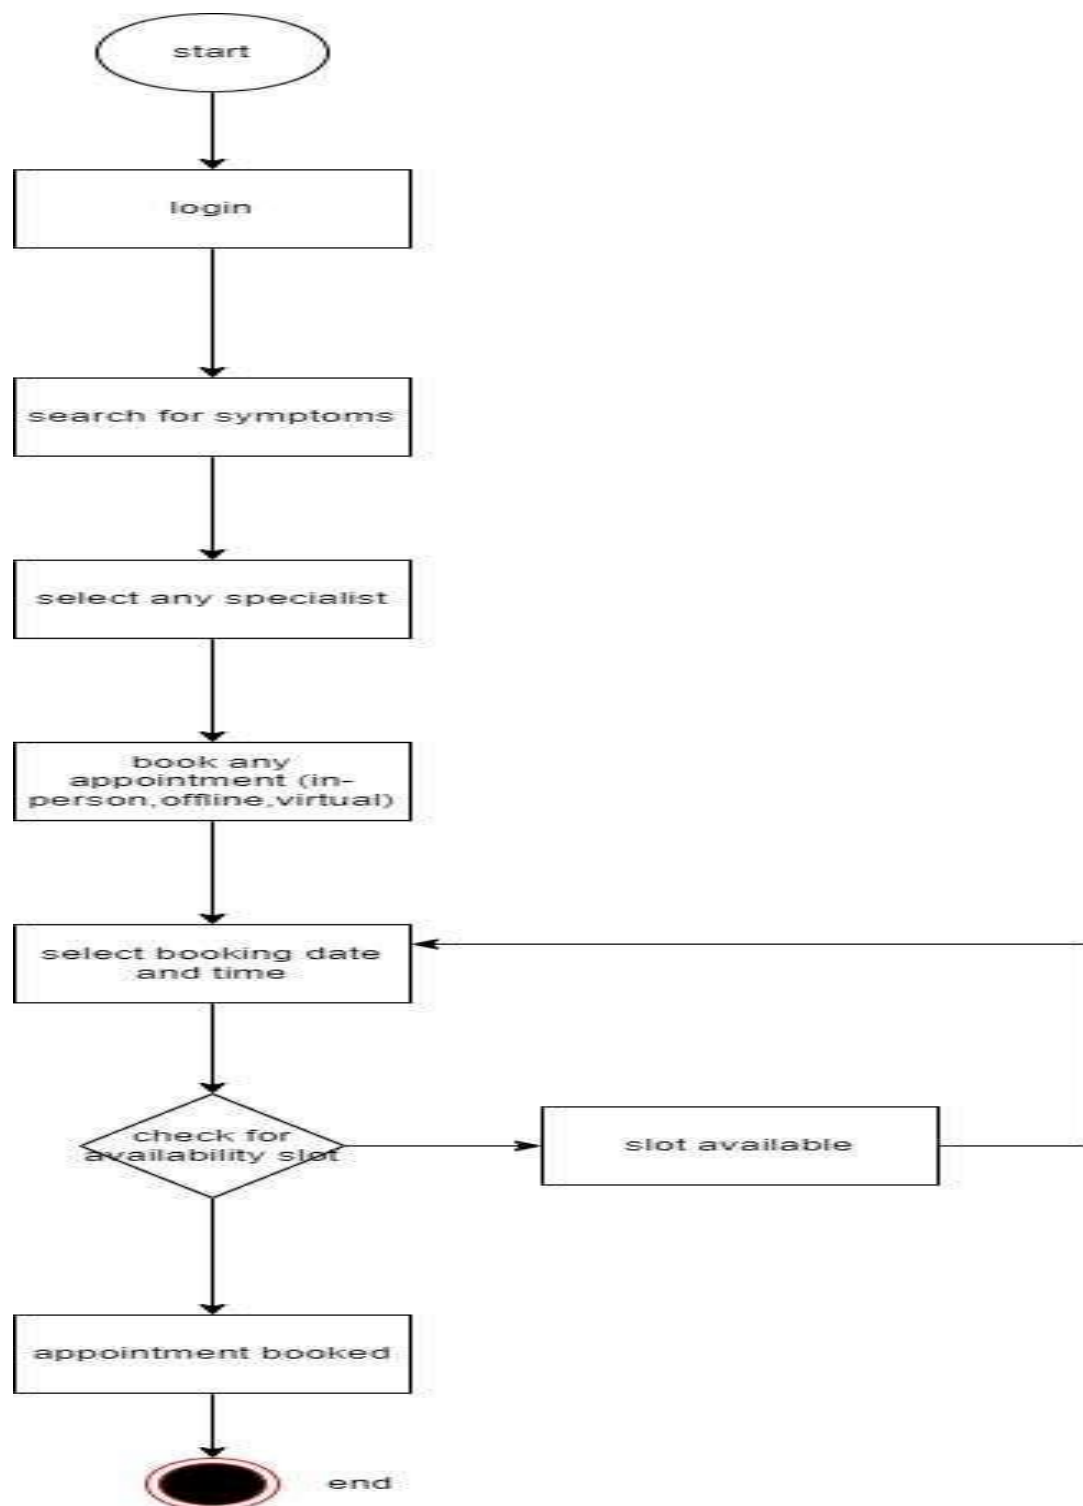 start
login
search for symptoms
select any specialist
book any
appointment (in-
person,offline,virtual)
select booking date
and time
check for
availability slot
slot available
appointment booked
end